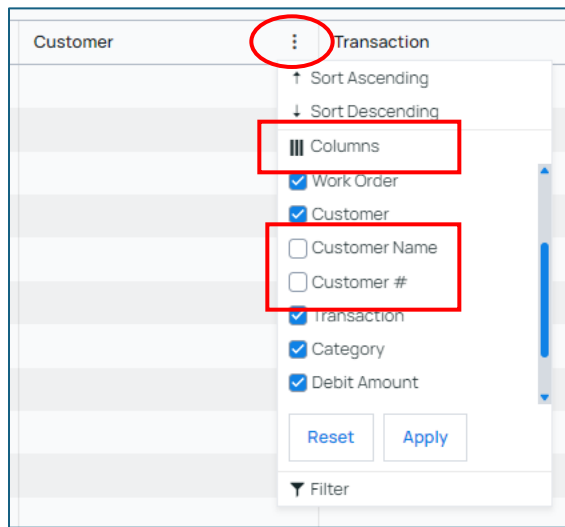 Customer Transaction
Sort Ascending
Sort Descending
Columns
Work Order
Customer
Customer Name
Customer #
Transaction
Category
Debit Amount
Reset Apply
Filter